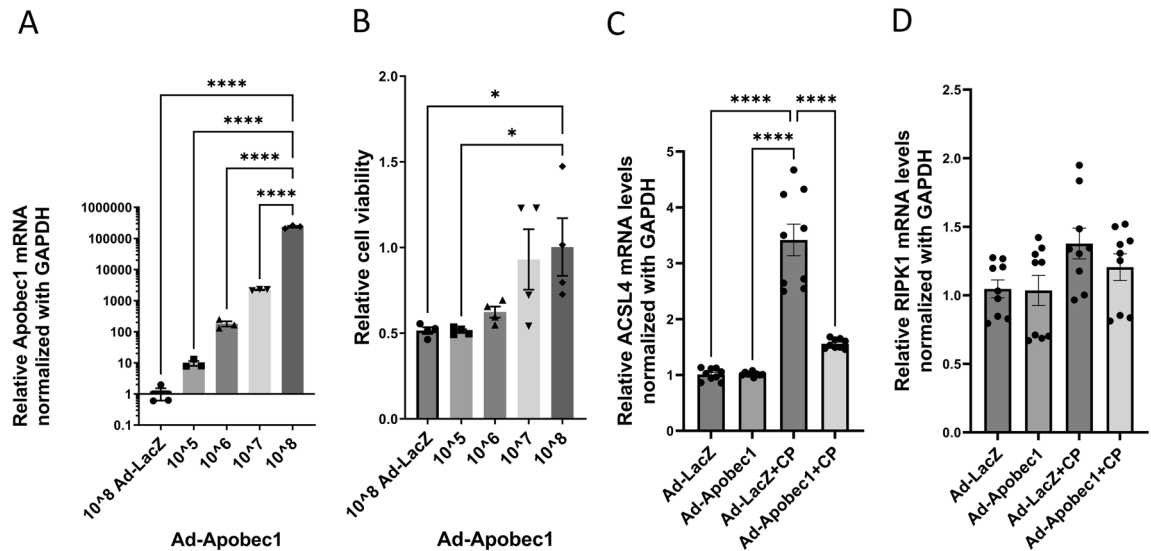 A
Relative Apobec1 mRNA
normalized with GAPDH
1000000
100000
10000
1000
100
10
1
0.1
****
****
****
****
10^8 Ad-LacZ
10^5
10^6
10^7
10^8
Ad-Apobec1
B
Relative cell viability
2.0
1.5
1.0
0.5
0.0
*
*
10^8 Ad-LacZ
10^5
10^6
10^7
10^8
Ad-Apobec1
C
Relative ACSL4 mRNA levels
normalized with GAPDH
5
4
3
2
1
0
**** ****
****
Ad-LacZ
Ad-Apobec1
Ad-LacZ+CP
Ad-Apobec1+CP
D
Relative RIPK1 mRNA levels
normalized with GAPDH
2.5
2.0
1.5
1.0
0.5
0.0
Ad-LacZ
Ad-Apobec1
Ad-LacZ+CP
Ad-Apobec1+CP